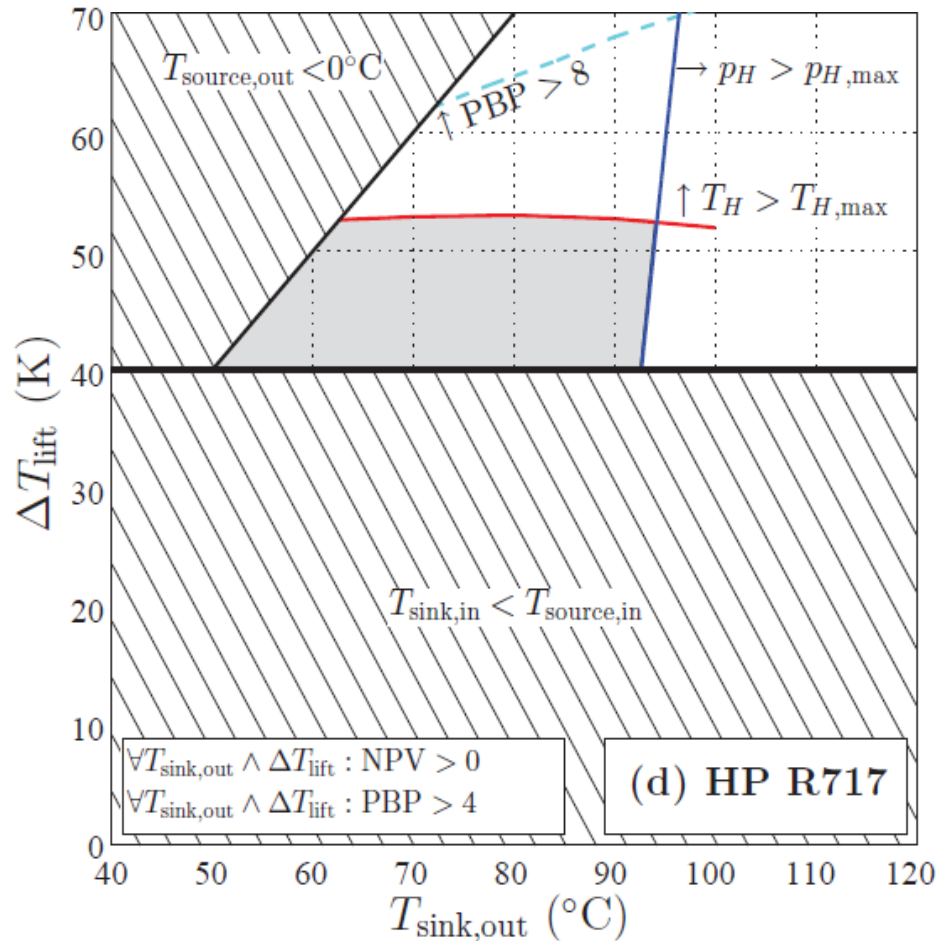 70
60
50
40
30
20
10
0
ΔT_lift (K)
T_source,out <0°C
↑ PBP > 8
→ p_H > p_H,max
↑ T_H > T_H,max
T_sink,in < T_source,in
∀T_sink,out ∧ ΔT_lift : NPV > 0
∀T_sink,out ∧ ΔT_lift : PBP > 4
(d) HP R717
40 50 60 70 80 90 100 110 120
T_sink,out (°C)